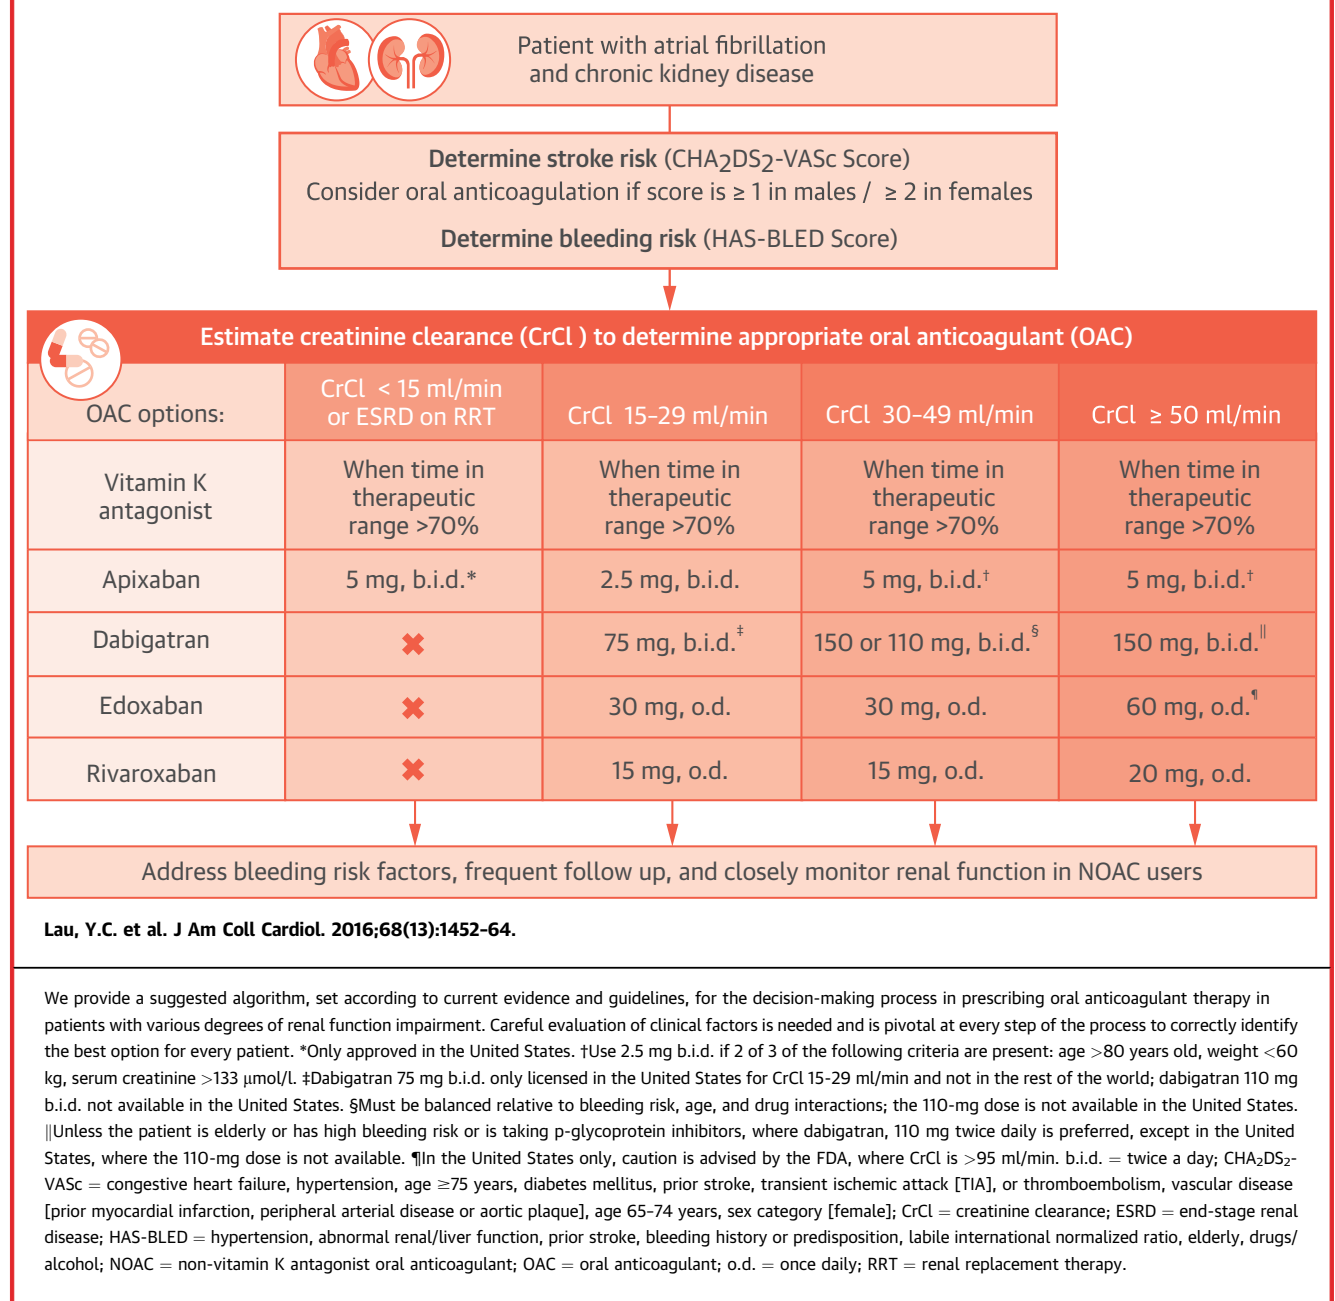 Patient with atrial fibrillation
and chronic kidney disease
Determine stroke risk (CHA2DS2-VASc Score)
Consider oral anticoagulation if score is ≥ 1 in males / ≥ 2 in females
Determine bleeding risk (HAS-BLED Score)
Estimate creatinine clearance (CrCl ) to determine appropriate oral anticoagulant (OAC)
OAC options:
CrCl < 15 ml/min
or ESRD on RRT
CrCl 15-29 ml/min
CrCl 30-49 ml/min
CrCl ≥ 50 ml/min
Vitamin K
antagonist
When time in
therapeutic
range >70%
When time in
therapeutic
range >70%
When time in
therapeutic
range >70%
When time in
therapeutic
range >70%
Apixaban
5 mg, b.i.d.*
2.5 mg, b.i.d.
5 mg, b.i.d.†
5 mg, b.i.d.†
Dabigatran
✖
75 mg, b.i.d.‡
150 or 110 mg, b.i.d.§
150 mg, b.i.d.||
Edoxaban
✖
30 mg, o.d.
30 mg, o.d.
60 mg, o.d.¶
Rivaroxaban
✖
15 mg, o.d.
15 mg, o.d.
20 mg, o.d.
Address bleeding risk factors, frequent follow up, and closely monitor renal function in NOAC users
Lau, Y.C. et al. J Am Coll Cardiol. 2016;68(13):1452-64.
We provide a suggested algorithm, set according to current evidence and guidelines, for the decision-making process in prescribing oral anticoagulant therapy in
patients with various degrees of renal function impairment. Careful evaluation of clinical factors is needed and is pivotal at every step of the process to correctly identify
the best option for every patient. *Only approved in the United States. †Use 2.5 mg b.i.d. if 2 of 3 of the following criteria are present: age >80 years old, weight <60
kg, serum creatinine >133 μmol/l. ‡Dabigatran 75 mg b.i.d. only licensed in the United States for CrCl 15-29 ml/min and not in the rest of the world; dabigatran 110 mg
b.i.d. not available in the United States. §Must be balanced relative to bleeding risk, age, and drug interactions; the 110-mg dose is not available in the United States.
||Unless the patient is elderly or has high bleeding risk or is taking p-glycoprotein inhibitors, where dabigatran, 110 mg twice daily is preferred, except in the United
States, where the 110-mg dose is not available. ¶In the United States only, caution is advised by the FDA, where CrCl is >95 ml/min. b.i.d. = twice a day; CHA2DS2-
VASc = congestive heart failure, hypertension, age ≥75 years, diabetes mellitus, prior stroke, transient ischemic attack [TIA], or thromboembolism, vascular disease
[prior myocardial infarction, peripheral arterial disease or aortic plaque], age 65-74 years, sex category [female]; CrCl = creatinine clearance; ESRD = end-stage renal
disease; HAS-BLED = hypertension, abnormal renal/liver function, prior stroke, bleeding history or predisposition, labile international normalized ratio, elderly, drugs/
alcohol; NOAC = non-vitamin K antagonist oral anticoagulant; OAC = oral anticoagulant; o.d. = once daily; RRT = renal replacement therapy.